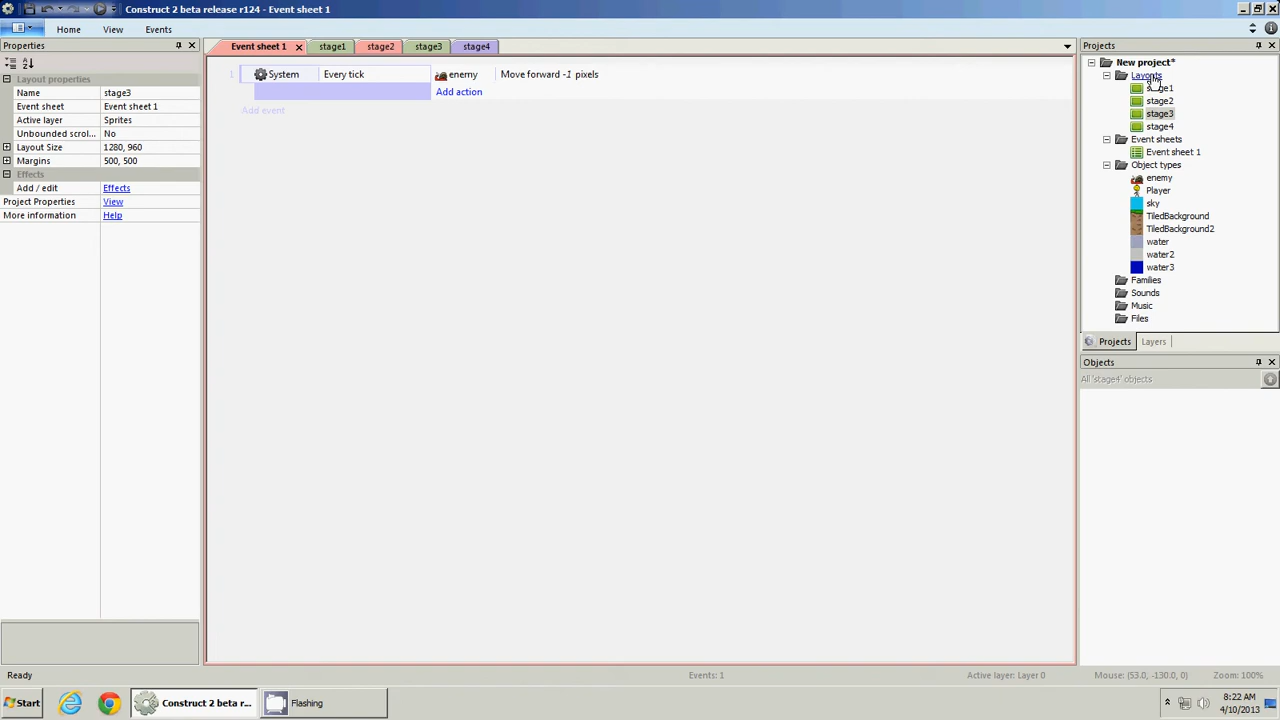 Construct 2 beta release r124 - Event sheet 1
Home View Events
Properties
Layout properties
Name stage3
Event sheet Event sheet 1
Active layer Sprites
Unbounded scrol... No
Layout Size 1280, 960
Margins 500, 500
Effects
Add / edit Effects
Project Properties View
More information Help
Event sheet 1 stage1 stage2 stage3 stage4
1 System Every tick enemy Move forward -1 pixels
Add action
Add event
Projects
New project*
Layouts
stage1
stage2
stage3
stage4
Event sheets
Event sheet 1
Object types
enemy
Player
sky
TiledBackground
TiledBackground2
water
water2
water3
Families
Sounds
Music
Files
Projects Layers
Objects
All 'stage4' objects
Ready Events: 1 Active layer: Layer 0 Mouse: (53.0, -130.0, 0) Zoom: 100%
Start Construct 2 beta r... Flashing 8:22 AM
4/10/2013